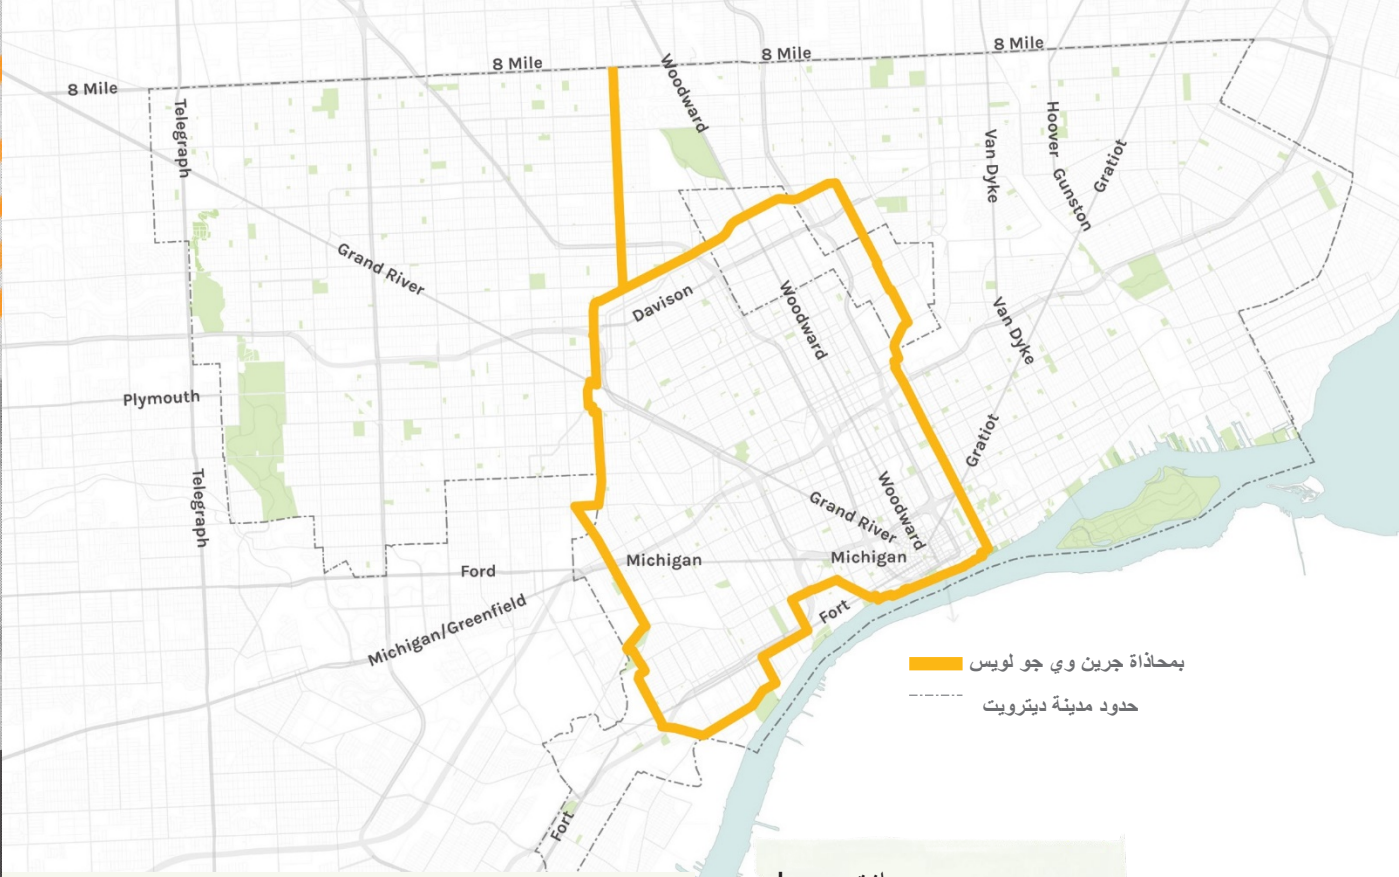 8 Mile
8 Mile
8 Mile
8 Mile
Woodward
Telegraph
Hoover
Gratiot
Van Dyke
Gunston
Grand River
Davison
Woodward
Van Dyke
Plymouth
Gratiot
Telegraph
Woodward
Grand River
Michigan
Michigan
Ford
Fort
Michigan/Greenfield
بمحاذاة جرين وي جو لويس
حدود مدينة ديترويت
Fort